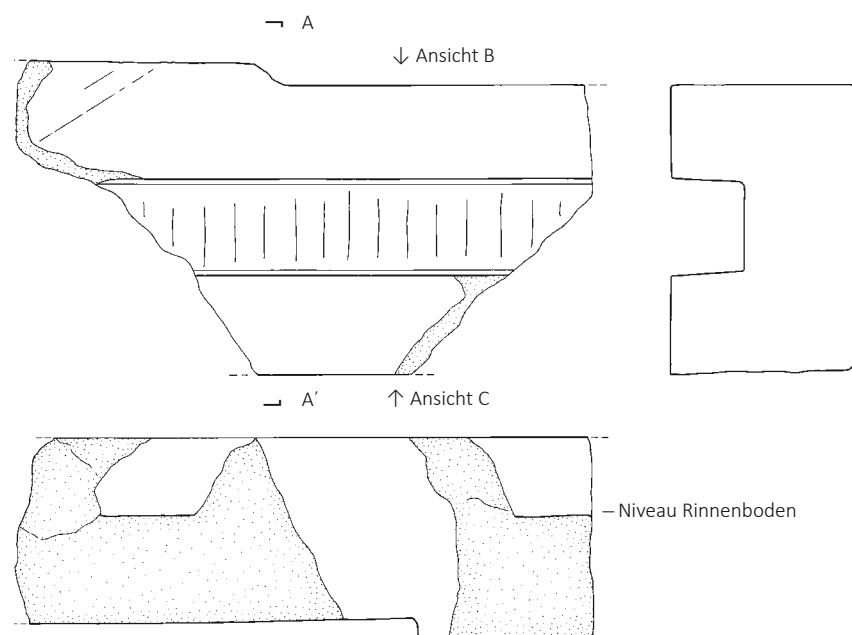 A
↓ Ansicht B
A′
↑ Ansicht C
– Niveau Rinnenboden